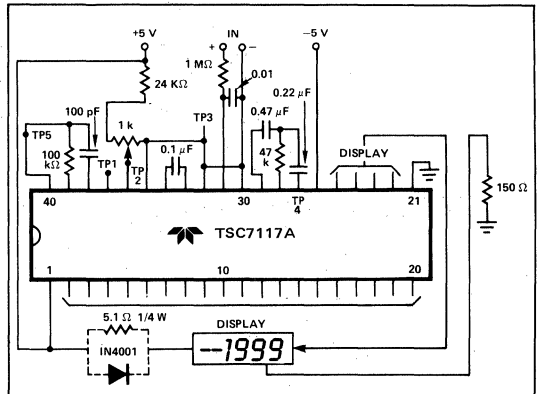 +5 V
IN
−5 V
+
−
1 MΩ
0.01
24 KΩ
0.22 μF
100 pF
TP3
0.47 μF
TP5
1 k
0.1 μF
100 kΩ
TP1
TP 2
47 k
DISPLAY
TP 4
150 Ω
40
30
21
TSC7117A
1
10
20
5.1 Ω 1/4 W
IN4001
DISPLAY
--1999